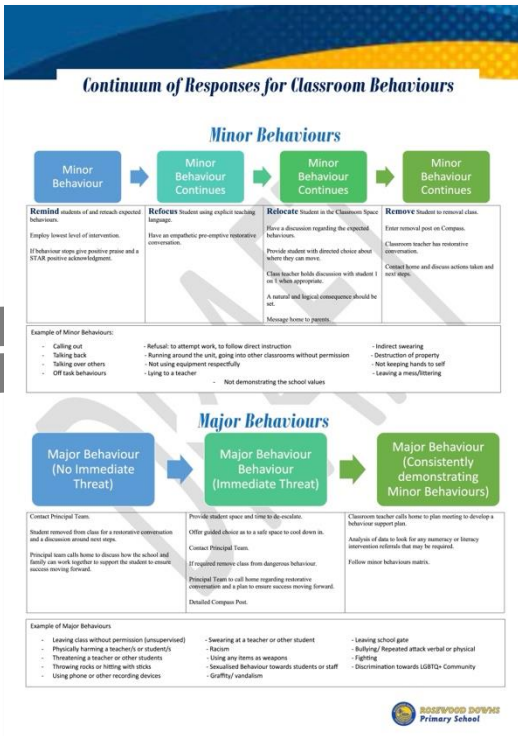 Continuum of Responses for Classroom Behaviours
Minor Behaviours
Minor
Behaviour
Minor
Behaviour
Continues
Minor
Behaviour
Continues
Minor
Behaviour
Continues
Remind students of and reteach expected
behaviours.
Employ lowest level of intervention.
If behaviour stops give positive praise and a
STAR positive acknowledgment.
Refocus Student using explicit teaching
language.
Have an empathetic pre-emptive restorative
conversation.
Relocate Student in the Classroom Space
Have a discussion regarding the expected
behaviours.
Provide student with directed choice about
where they can move.
Class teacher holds discussion with student 1
on 1 when appropriate.
A natural and logical consequence should be
set.
Message home to parents.
Remove Student to removal class.
Enter removal post on Compass.
Classroom teacher has restorative
conversation.
Contact home and discuss actions taken and
next steps.
Example of Minor Behaviours:
- Calling out
- Talking back
- Talking over others
- Off task behaviours
- Refusal: to attempt work, to follow direct instruction
- Running around the unit, going into other classrooms without permission
- Not using equipment respectfully
- Lying to a teacher
- Indirect swearing
- Destruction of property
- Not keeping hands to self
- Leaving a mess/littering
- Not demonstrating the school values
DRAFT
Major Behaviours
Major Behaviour
(No Immediate
Threat)
Major Behaviour
Behaviour
(Immediate Threat)
Major Behaviour
(Consistently
demonstrating
Minor Behaviours)
Contact Principal Team.
Student removed from class for a restorative conversation
and a discussion around next steps.
Principal team calls home to discuss how the school and
family can work together to support the student to ensure
success moving forward.
Provide student space and time to de-escalate.
Offer guided choice as to a safe space to cool down in.
Contact Principal Team.
If required remove class from dangerous behaviour.
Principal Team to call home regarding restorative
conversation and a plan to ensure success moving forward.
Detailed Compass Post.
Classroom teacher calls home to plan meeting to develop a
behaviour support plan.
Analysis of data to look for any numeracy or literacy
intervention referrals that may be required.
Follow minor behaviours matrix.
Example of Major Behaviours
- Leaving class without permission (unsupervised)
- Physically harming a teacher/s or student/s
- Threatening a teacher or other students
- Throwing rocks or hitting with sticks
- Using phone or other recording devices
- Swearing at a teacher or other student
- Racism
- Using any items as weapons
- Sexualised Behaviour towards students or staff
- Graffity/ vandalism
- Leaving school gate
- Bullying/ Repeated attack verbal or physical
- Fighting
- Discrimination towards LGBTQ+ Community
ROSEWOOD DOWNS
Primary School